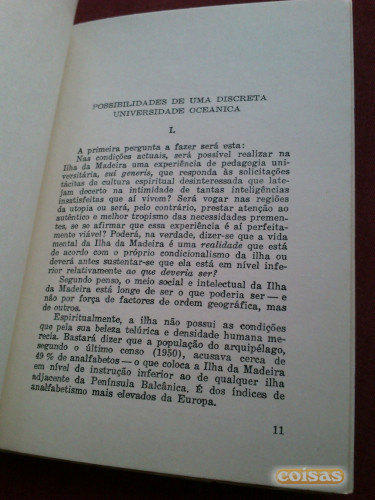 POSSIBILIDADES DE UMA DISCRETA
UNIVERSIDADE OCEANICA
I.
A primeira pergunta a fazer será esta:
Nas condições actuais, será possível realizar na
Ilha da Madeira uma experiência de pedagogia uni-
versitária, sui generis, que responda às solicitações
tácitas de cultura espiritual desinteressada que late-
jam decerto na intimidade de tantas inteligências
insatisfeitas que aí vivem? Será vogar nas regiões
da utopia ou será, pelo contrário, prestar atenção ao
autêntico e melhor tropismo das necessidades premen-
tes, se se afirmar que essa experiência é aí perfeita-
mente viável? Poderá, na verdade, dizer-se que a vida
mental da Ilha da Madeira é uma realidade que está
de acordo com o próprio condicionalismo da ilha ou
deverá antes sustentar-se que ela está em nível infe-
rior relativamente ao que deveria ser?
Segundo penso, o meio social e intelectual da Ilha
da Madeira está longe de ser o que poderia ser — e
não por força de factores de ordem geográfica, mas
de outros.
Espiritualmente, a ilha não possui as condições
que pela sua beleza telúrica e densidade humana me-
recia. Bastará dizer que a população do arquipélago,
segundo o último censo (1950), acusava cerca de
49 % de analfabetos — o que coloca a Ilha da Madeira
em nível de instrução inferior ao de qualquer ilha
adjacente da Península Balcânica. É dos índices de
analfabetismo mais elevados da Europa.
11
coisas